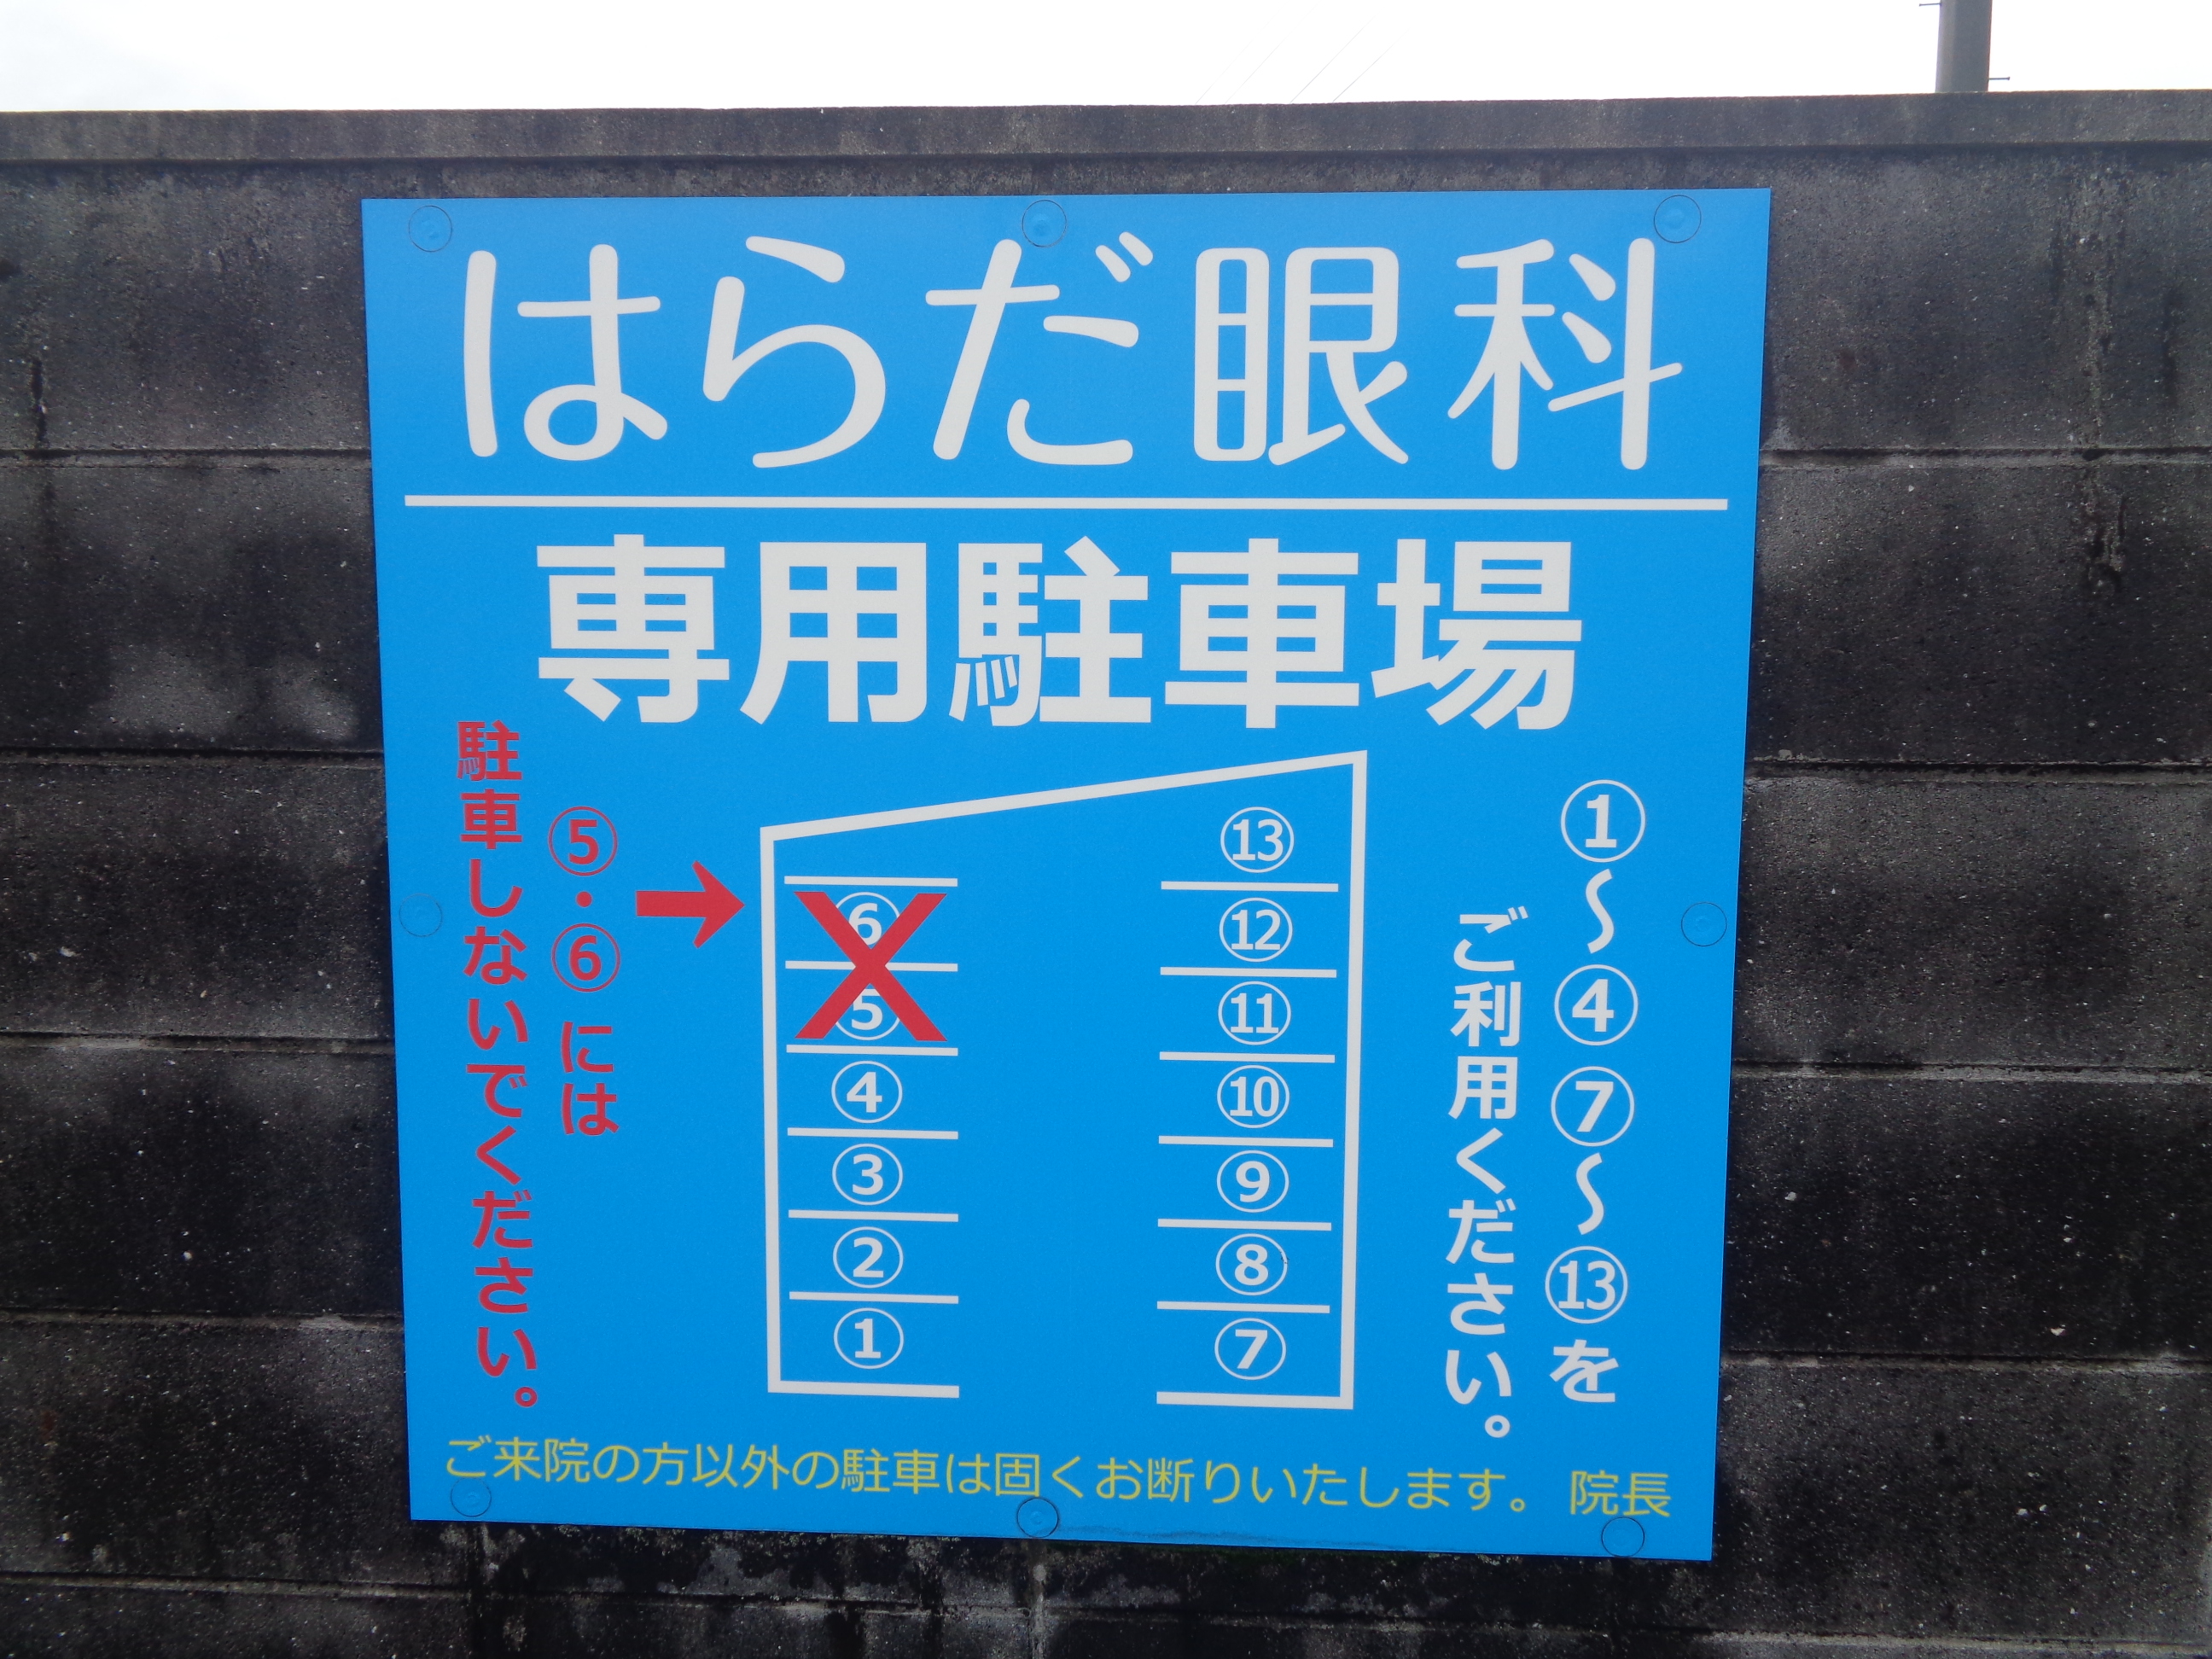 はらだ眼科
専用駐車場
①～④ ⑦～⑬を
ご利用ください。
⑬
⑥
⑫
⑤
⑪
④
⑩
③
⑨
②
⑧
①
⑦
⑤・⑥には
駐車しないでください。
ご来院の方以外の駐車は固くお断りいたします。 院長